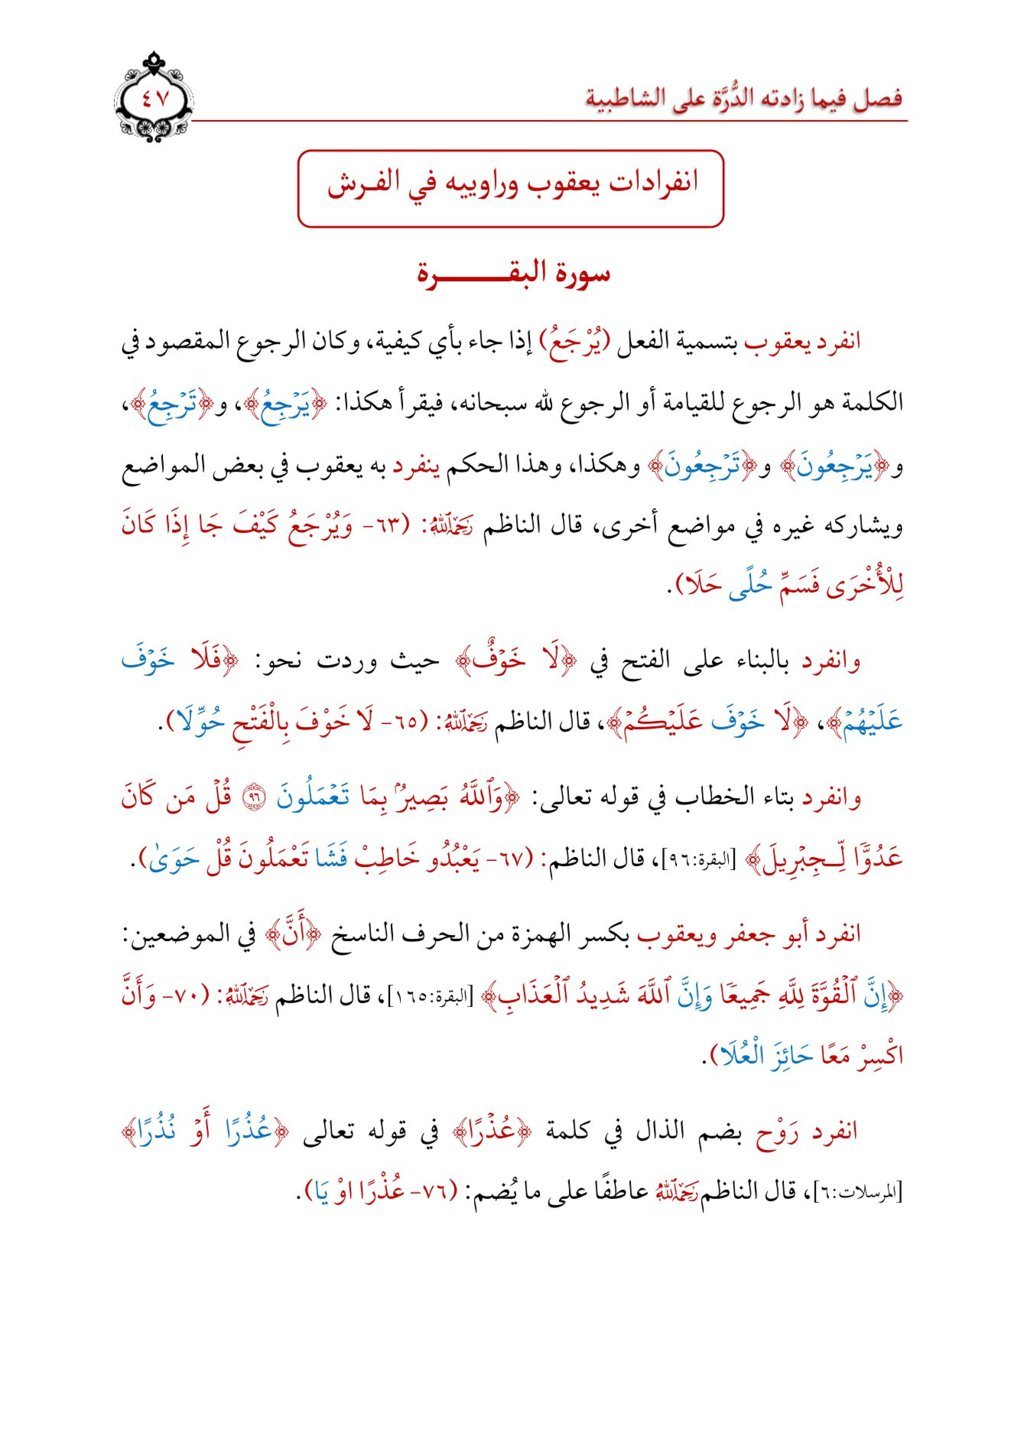 فصل فيما زادته الدُّرَّة على الشاطبية
٤٧
انفرادات يعقوب وراوييه في الفـرش
سورة البقـــــــرة
انفرد يعقوب بتسمية الفعل (يُرْجَعُ) إذا جاء بأي كيفية، وكان الرجوع المقصود في
الكلمة هو الرجوع للقيامة أو الرجوع لله سبحانه، فيقرأ هكذا: ﴿يَرْجِعُ﴾، و﴿تَرْجِعُ﴾،
و﴿يَرْجِعُونَ﴾ و﴿تَرْجِعُونَ﴾ وهكذا، وهذا الحكم ينفرد به يعقوب في بعض المواضع
ويشاركه غيره في مواضع أخرى، قال الناظم رَحِمَهُ ٱللَّهُ: (٦٣- وَيُرْجَعُ كَيْفَ جَا إِذَا كَانَ
لِلْأُخْرَى فَسَمِّ حُلًى حَلَا).
وانفرد بالبناء على الفتح في ﴿لَا خَوْفٌ﴾ حيث وردت نحو: ﴿فَلَا خَوْفَ
عَلَيْهُمْ﴾، ﴿لَا خَوْفَ عَلَيْكُمْ﴾، قال الناظم رَحِمَهُ ٱللَّهُ: (٦٥- لَا خَوْفَ بِالْفَتْحِ حُوِّلَا).
وانفرد بتاء الخطاب في قوله تعالى: ﴿وَٱللَّهُ بَصِيرُۢ بِمَا تَعْمَلُونَ ٩٦ قُلْ مَن كَانَ
عَدُوًّا لِّـجِبْرِيلَ﴾ [البقرة:٩٦]، قال الناظم: (٦٧- يَعْبُدُو خَاطِبْ فَشَا تَعْمَلُونَ قُلْ حَوَىٰ).
انفرد أبو جعفر ويعقوب بكسر الهمزة من الحرف الناسخ ﴿أَنَّ﴾ في الموضعين:
﴿إِنَّ ٱلْقُوَّةَ لِلَّهِ جَمِيعًا وَإِنَّ ٱللَّهَ شَدِيدُ ٱلْعَذَابِ﴾ [البقرة:١٦٥]، قال الناظم رَحِمَهُ ٱللَّهُ: (٧٠- وَأَنَّ
اكْسِرْ مَعًا حَائِزَ الْعُلَا).
انفرد رَوْح بضم الذال في كلمة ﴿عُذْرًا﴾ في قوله تعالى ﴿عُذُرًا أَوْ نُذُرًا﴾
[المرسلات:٦]، قال الناظم رَحِمَهُ ٱللَّهُ عاطفًا على ما يُضم: (٧٦- عُذْرًا اوْ يَا).